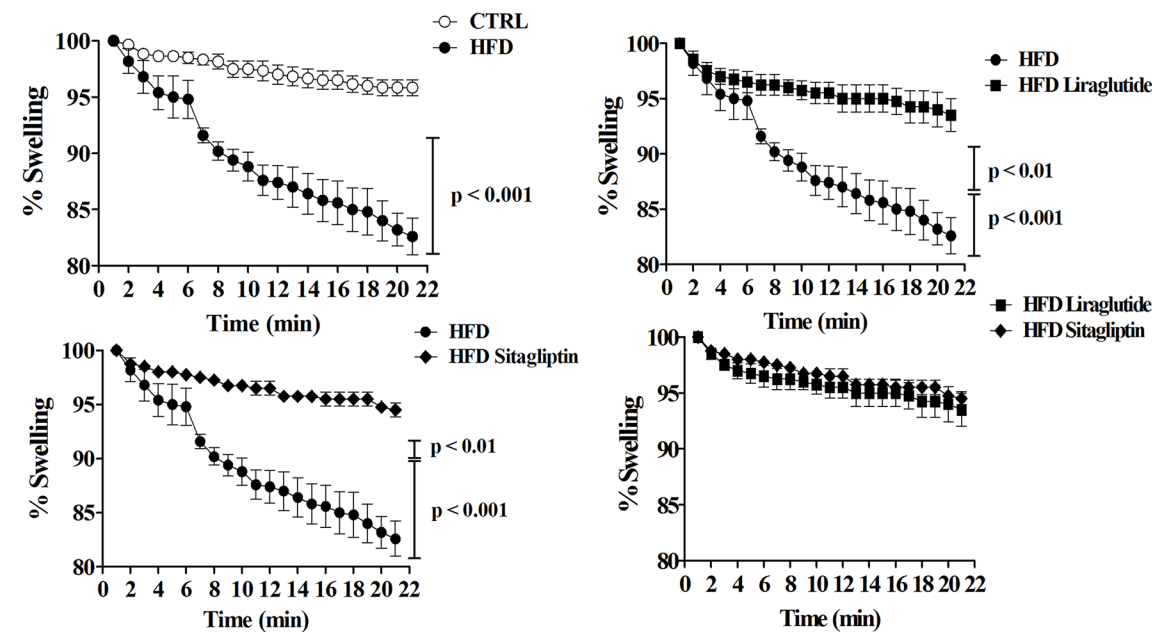 CTRL
HFD
100
95
90
85
80
% Swelling
p < 0.001
0 2 4 6 8 10 12 14 16 18 20 22
Time (min)
HFD
HFD Liraglutide
100
95
90
85
80
% Swelling
p < 0.01
p < 0.001
0 2 4 6 8 10 12 14 16 18 20 22
Time (min)
HFD
HFD Sitagliptin
100
95
90
85
80
% Swelling
p < 0.01
p < 0.001
0 2 4 6 8 10 12 14 16 18 20 22
Time (min)
HFD Liraglutide
HFD Sitagliptin
100
95
90
85
80
% Swelling
0 2 4 6 8 10 12 14 16 18 20 22
Time (min)